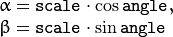 α = scale · cos angle,
β = scale · sin angle